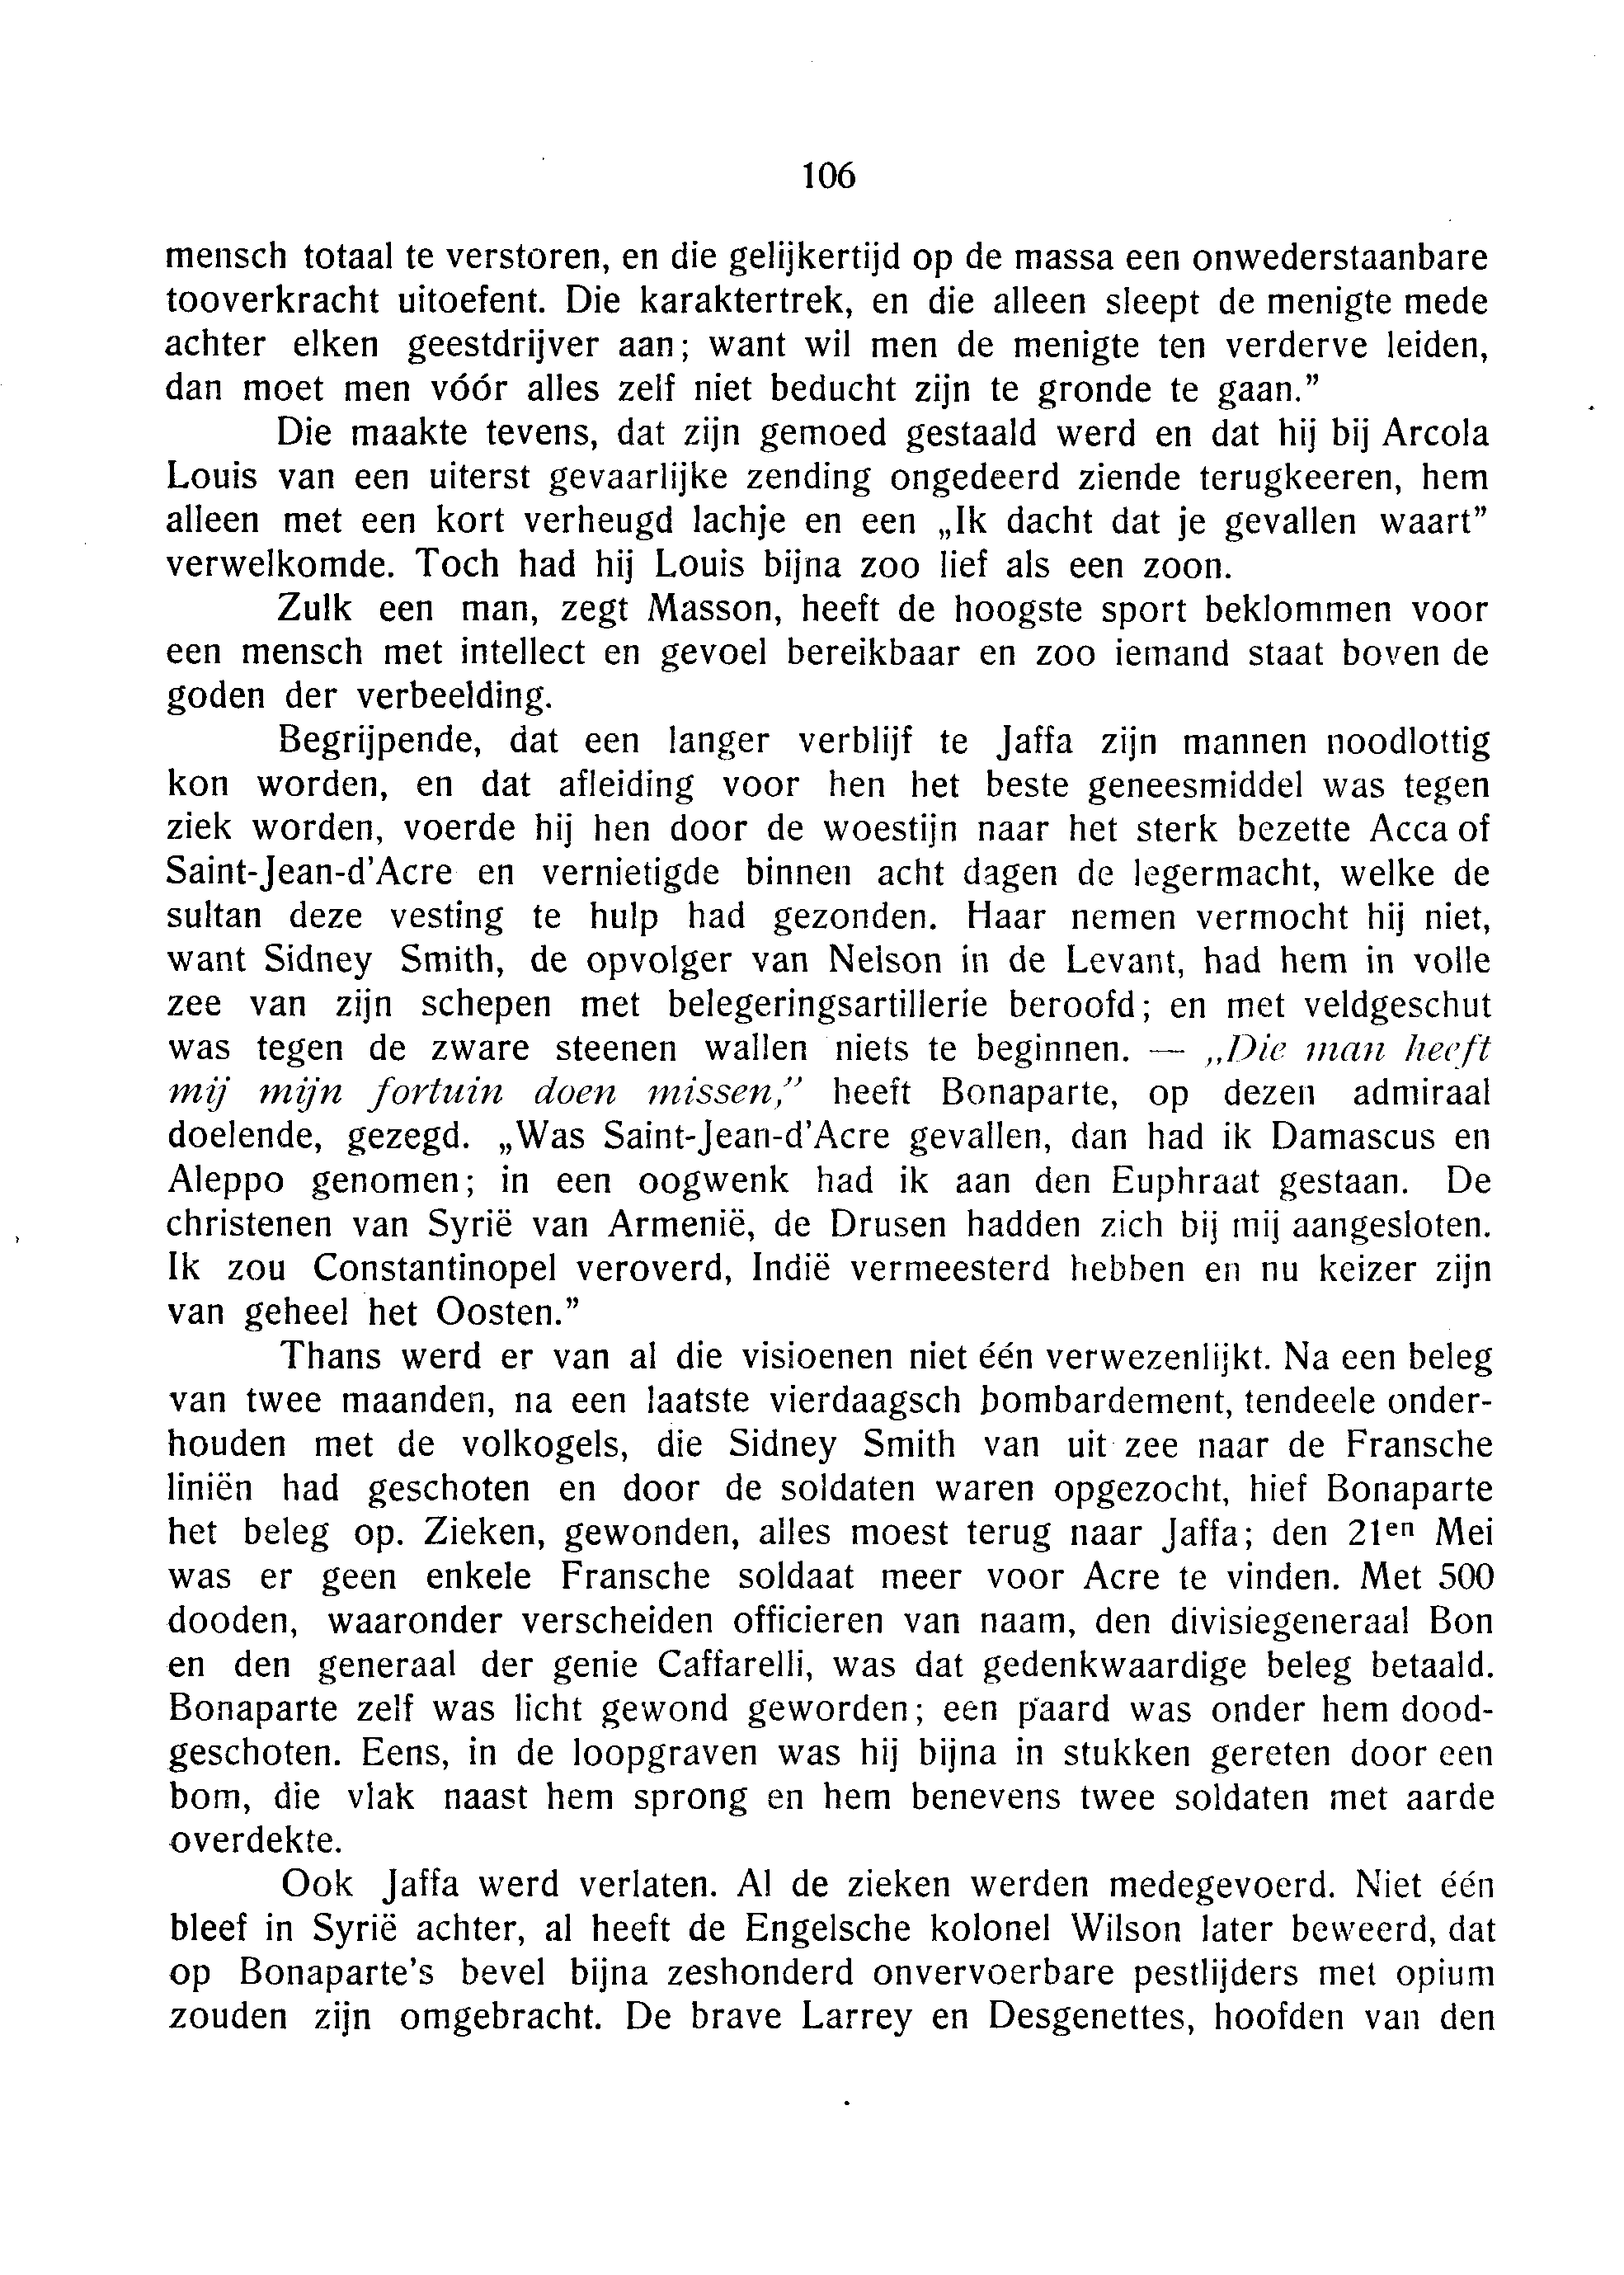 106
mensch totaal te verstoren, en die gelijkertijd op de massa een onwederstaanbare
tooverkracht uitoefent. Die karaktertrek, en die alleen sleept de menigte mede
achter elken geestdrijver aan; want wil men de menigte ten verderve leiden,
dan moet men vóór alles zelf niet beducht zijn te gronde te gaan.”
Die maakte tevens, dat zijn gemoed gestaald werd en dat hij bij Arcola
Louis van een uiterst gevaarlijke zending ongedeerd ziende terugkeeren, hem
alleen met een kort verheugd lachje en een „Ik dacht dat je gevallen waart”
verwelkomde. Toch had hij Louis bijna zoo lief als een zoon.
Zulk een man, zegt Masson, heeft de hoogste sport beklommen voor
een mensch met intellect en gevoel bereikbaar en zoo iemand staat boven de
goden der verbeelding.
Begrijpende, dat een langer verblijf te Jaffa zijn mannen noodlottig
kon worden, en dat afleiding voor hen het beste geneesmiddel was tegen
ziek worden, voerde hij hen door de woestijn naar het sterk bezette Acca of
Saint-Jean-d’Acre en vernietigde binnen acht dagen de legermacht, welke de
sultan deze vesting te hulp had gezonden. Haar nemen vermocht hij niet,
want Sidney Smith, de opvolger van Nelson in de Levant, had hem in volle
zee van zijn schepen met belegeringsartillerie beroofd; en met veldgeschut
was tegen de zware steenen wallen niets te beginnen. — „Die man heeft
mij mijn fortuin doen missen,” heeft Bonaparte, op dezen admiraal
doelende, gezegd. „Was Saint-Jean-d’Acre gevallen, dan had ik Damascus en
Aleppo genomen; in een oogwenk had ik aan den Euphraat gestaan. De
christenen van Syrië van Armenië, de Drusen hadden zich bij mij aangesloten.
Ik zou Constantinopel veroverd, Indië vermeesterd hebben en nu keizer zijn
van geheel het Oosten.”
Thans werd er van al die visioenen niet één verwezenlijkt. Na een beleg
van twee maanden, na een laatste vierdaagsch bombardement, tendeele onder-
houden met de volkogels, die Sidney Smith van uit zee naar de Fransche
liniën had geschoten en door de soldaten waren opgezocht, hief Bonaparte
het beleg op. Zieken, gewonden, alles moest terug naar Jaffa; den 21en Mei
was er geen enkele Fransche soldaat meer voor Acre te vinden. Met 500
dooden, waaronder verscheiden officieren van naam, den divisiegeneraal Bon
en den generaal der genie Caffarelli, was dat gedenkwaardige beleg betaald.
Bonaparte zelf was licht gewond geworden; een paard was onder hem dood-
geschoten. Eens, in de loopgraven was hij bijna in stukken gereten door een
bom, die vlak naast hem sprong en hem benevens twee soldaten met aarde
overdekte.
Ook Jaffa werd verlaten. Al de zieken werden medegevoerd. Niet één
bleef in Syrië achter, al heeft de Engelsche kolonel Wilson later beweerd, dat
op Bonaparte’s bevel bijna zeshonderd onvervoerbare pestlijders met opium
zouden zijn omgebracht. De brave Larrey en Desgenettes, hoofden van den